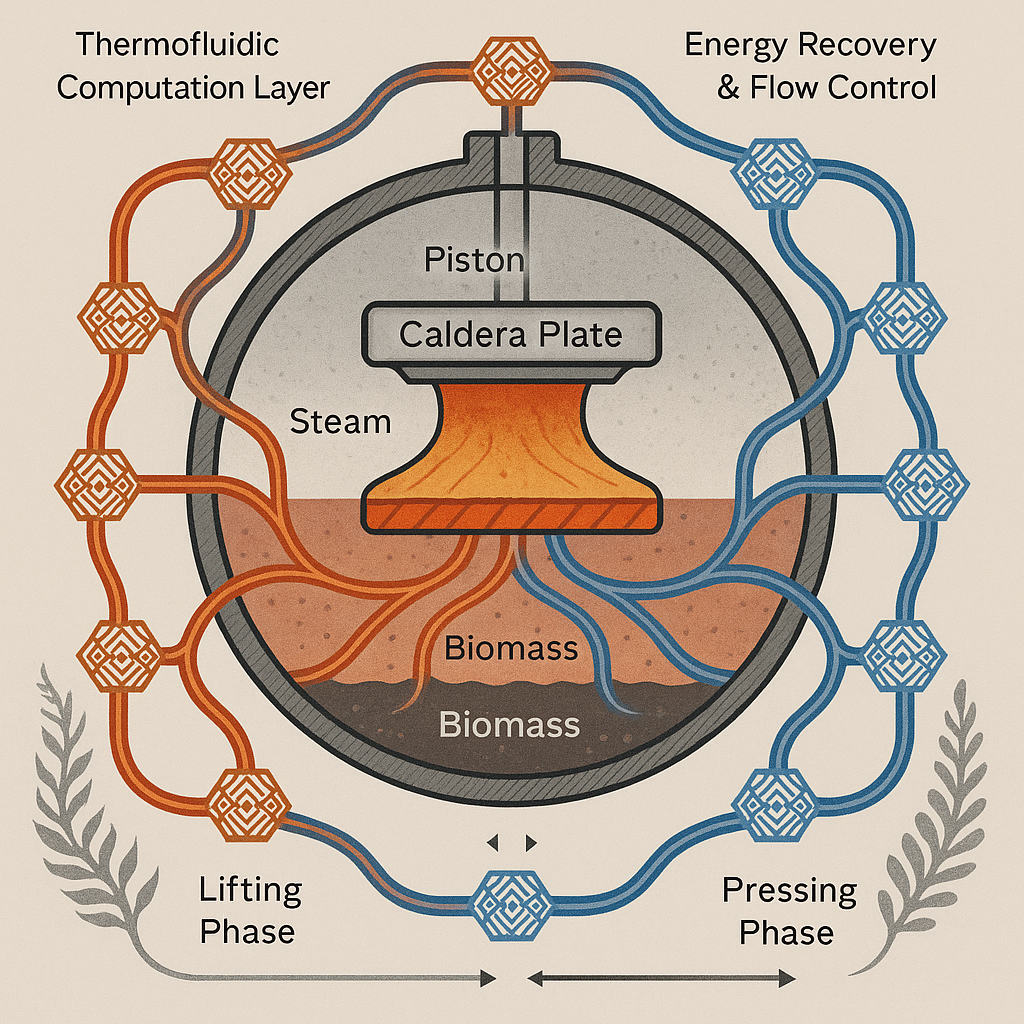 Thermofluidic
Computation Layer
Energy Recovery
& Flow Control
Piston
Caldera Plate
Steam
Biomass
Biomass
Lifting
Phase
Pressing
Phase